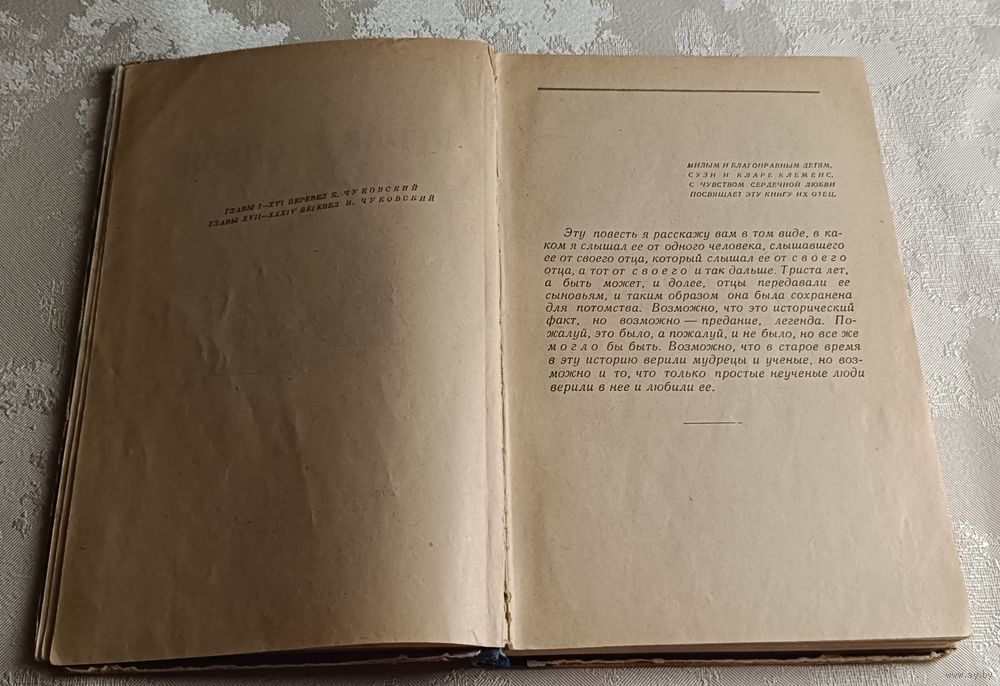 ГЛАВЫ I—XVI ПЕРЕВЕЛ К. ЧУКОВСКИЙ
ГЛАВЫ XVII—XXXIV ПЕРЕВЕЛ Н. ЧУКОВСКИЙ
МИЛЫМ И БЛАГОНРАВНЫМ ДЕТЯМ,
СУЗИ И КЛАРЕ КЛЕМЕНС,
С ЧУВСТВОМ СЕРДЕЧНОЙ ЛЮБВИ
ПОСВЯЩАЕТ ЭТУ КНИГУ ИХ ОТЕЦ.
Эту повесть я расскажу вам в том виде, в ка-
ком я слышал ее от одного человека, слышавшего
ее от своего отца, который слышал ее от своего
отца, а тот от своего и так дальше. Триста лет,
а быть может, и долее, отцы передавали ее
сыновьям, и таким образом она была сохранена
для потомства. Возможно, что это исторический
факт, но возможно — предание, легенда. По-
жалуй, это было, а пожалуй, и не было, но все же
могло бы быть. Возможно, что в старое время
в эту историю верили мудрецы и ученые, но воз-
можно и то, что только простые неученые люди
верили в нее и любили ее.
www.ay.by